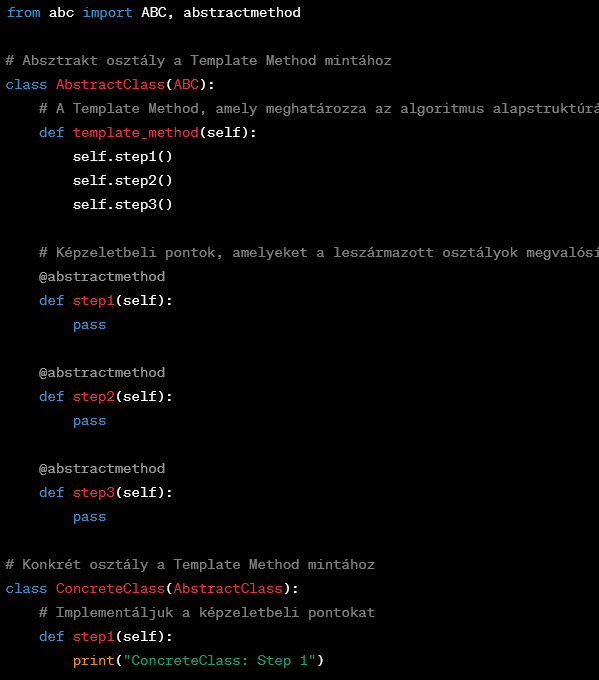 from abc import ABC, abstractmethod
# Absztrakt osztály a Template Method mintához
class AbstractClass(ABC):
# A Template Method, amely meghatározza az algoritmus alapstruktúrá
def template_method(self):
self.step1()
self.step2()
self.step3()
# Képzeletbeli pontok, amelyeket a leszármazott osztályok megvalósí
@abstractmethod
def step1(self):
pass
@abstractmethod
def step2(self):
pass
@abstractmethod
def step3(self):
pass
# Konkrét osztály a Template Method mintához
class ConcreteClass(AbstractClass):
# Implementáljuk a képzeletbeli pontokat
def step1(self):
print("ConcreteClass: Step 1")